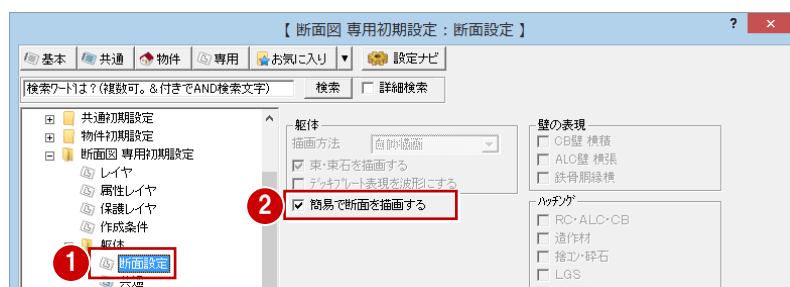 【 断面図 専用初期設定：断面設定 】
? ×
基本 共通 物件 専用 お気に入り ▼ 設定ナビ
検索ワードは？(複数可。& 付きでAND検索文字) 検索 詳細検索
共通初期設定
物件初期設定
断面図 専用初期設定
レイヤ
属性レイヤ
保護レイヤ
作成条件
躯体
1 断面設定
共通
躯体
描画方法 自動描画
束・束石を描画する
デッキプレート表現を波形にする
2 簡易で断面を描画する
壁の表現
CB壁 横積
ALC壁 横張
鉄骨胴縁横
ハッチング
RC・ALC・CB
造作材
捨コン・砕石
LGS